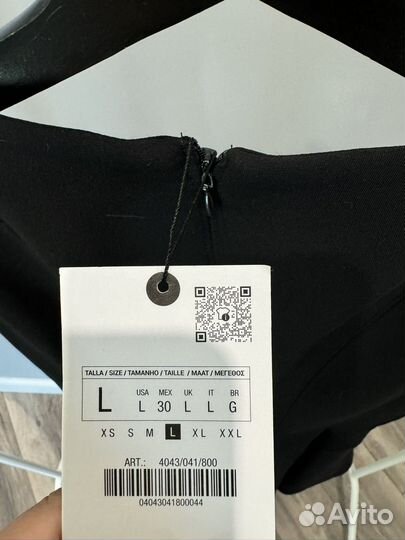 TALLA / SIZE / TAMANHO / TAILLE / MAAT / ΜΕΓΕΘΟΣ
L USA L MEX 30 UK L IT L BR G
XS S M L XL XXL
ART.: 4043/041/800
04043041800044
Avito